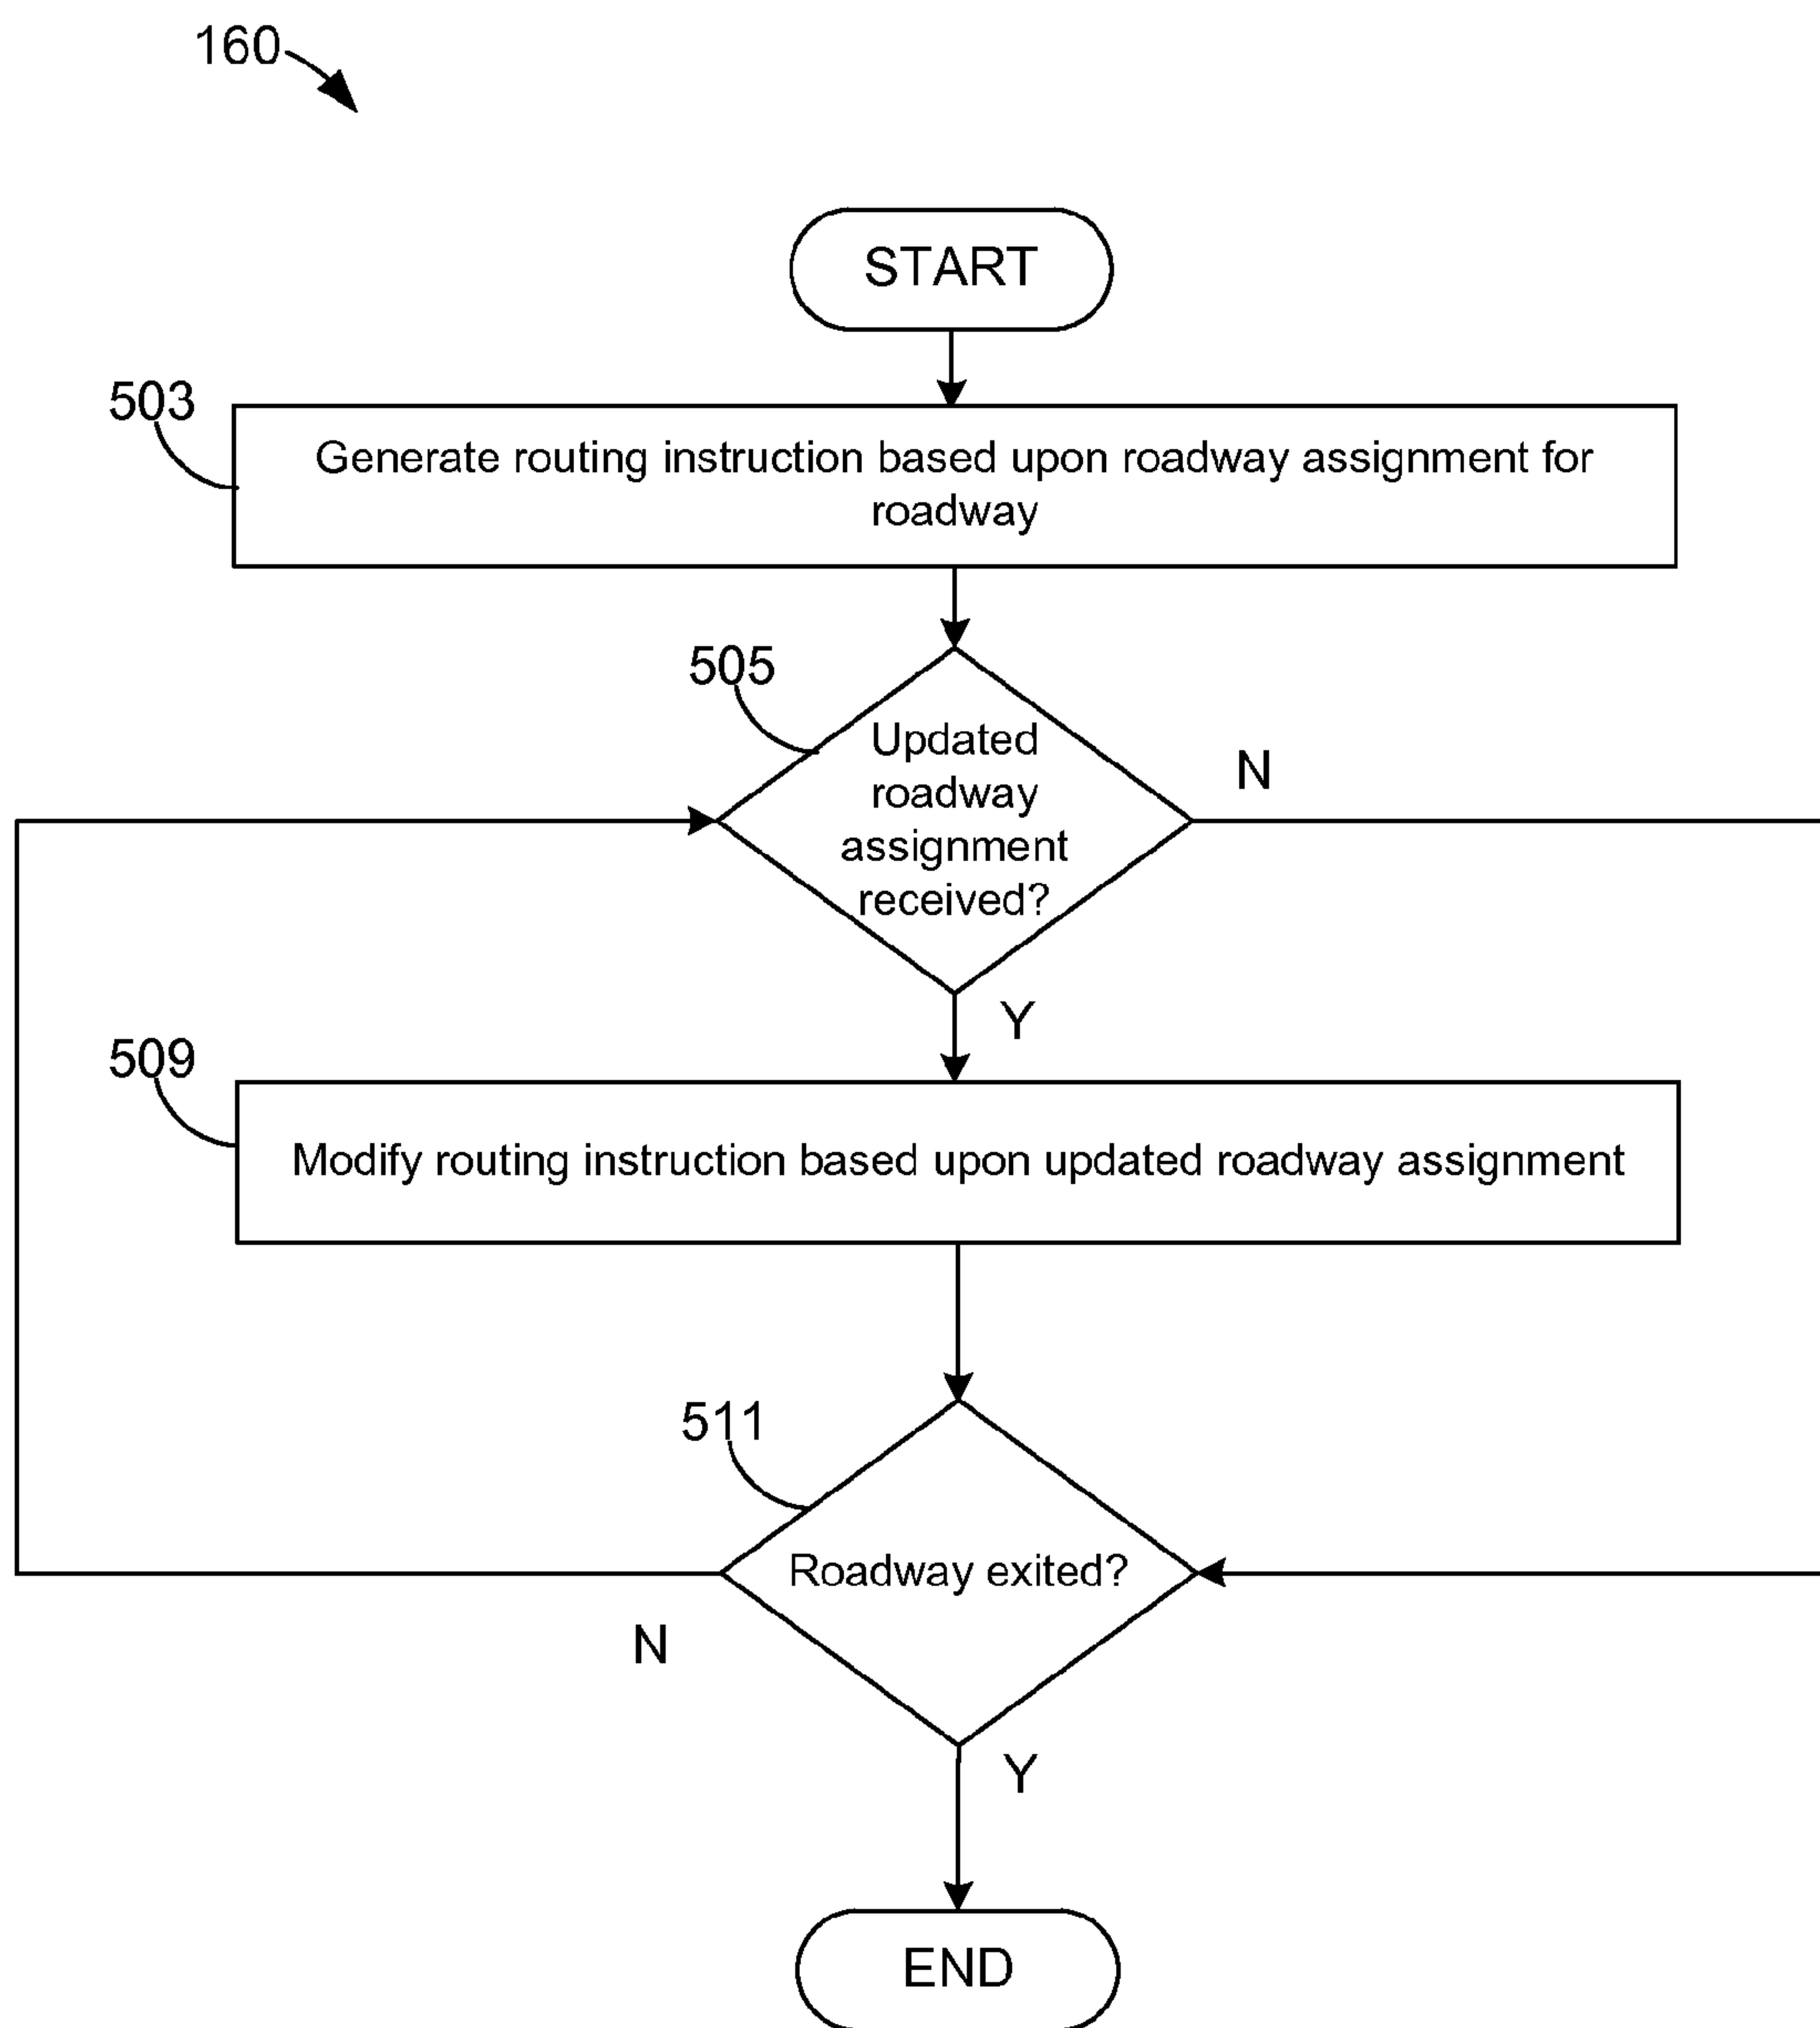 160
START
503
Generate routing instruction based upon roadway assignment for
roadway
505
Updated
roadway
assignment
received?
N
Y
509
Modify routing instruction based upon updated roadway assignment
511
Roadway exited?
N
Y
END